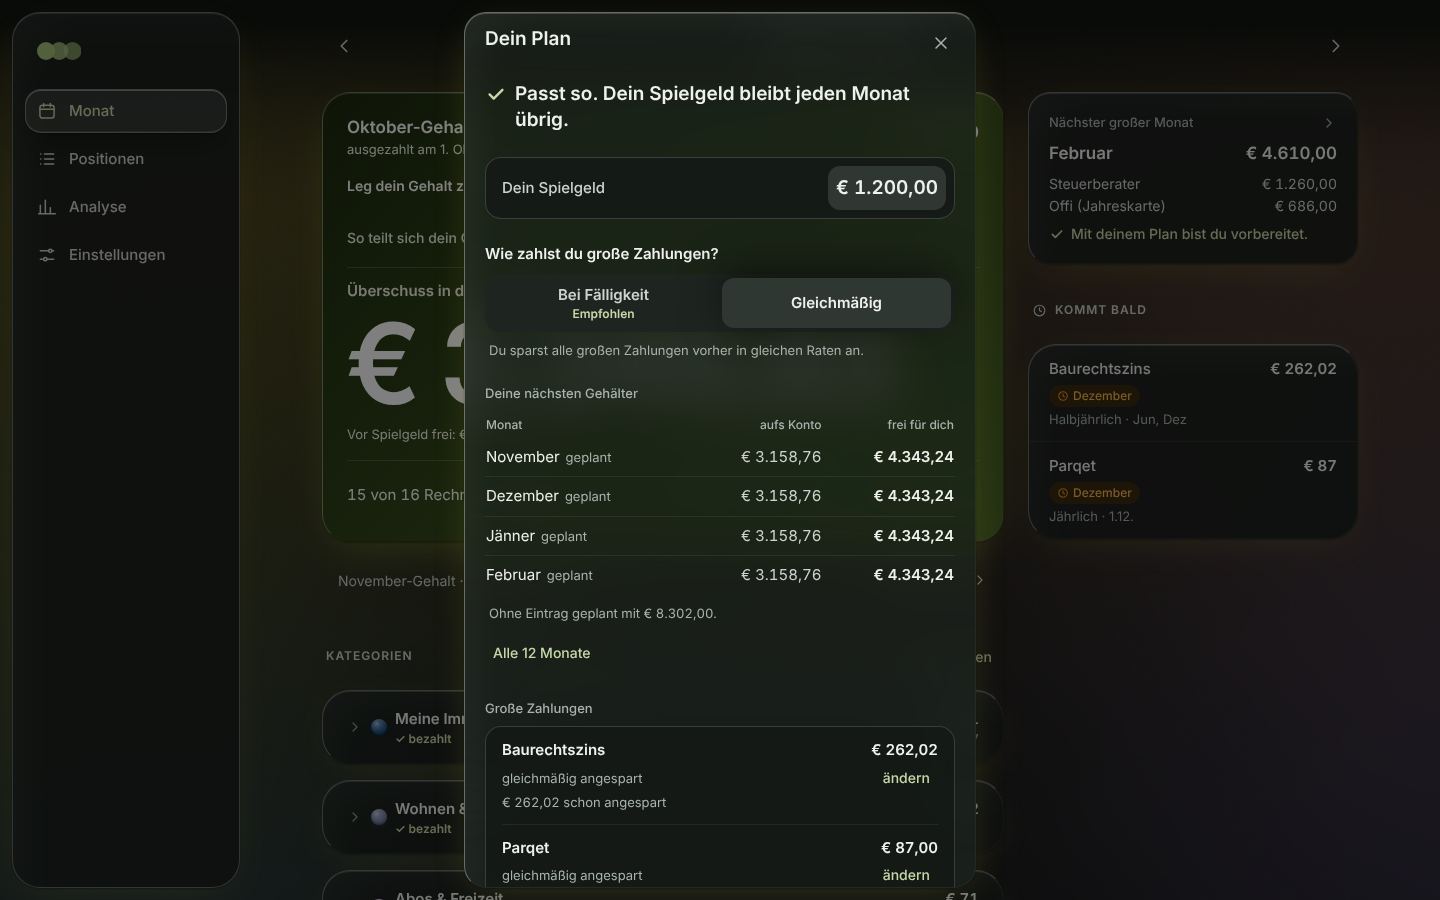 Monat
Positionen
Analyse
Einstellungen
Oktober-Geha
ausgezahlt am 1. O
Leg dein Gehalt z
So teilt sich dein
Überschuss in d
€ 3
Vor Spielgeld frei: €
15 von 16 Rechn
November-Gehalt ·
KATEGORIEN
en
Meine Im
✓ bezahlt
Wohnen &
✓ bezahlt
Abos & Freizeit
€ 71
Dein Plan
✓ Passt so. Dein Spielgeld bleibt jeden Monat
übrig.
Dein Spielgeld € 1.200,00
Wie zahlst du große Zahlungen?
Bei Fälligkeit
Empfohlen
Gleichmäßig
Du sparst alle großen Zahlungen vorher in gleichen Raten an.
Deine nächsten Gehälter
Monat aufs Konto frei für dich
November geplant € 3.158,76 € 4.343,24
Dezember geplant € 3.158,76 € 4.343,24
Jänner geplant € 3.158,76 € 4.343,24
Februar geplant € 3.158,76 € 4.343,24
Ohne Eintrag geplant mit € 8.302,00.
Alle 12 Monate
Große Zahlungen
Baurechtszins € 262,02
gleichmäßig angespart ändern
€ 262,02 schon angespart
Parqet € 87,00
gleichmäßig angespart ändern
Nächster großer Monat
Februar € 4.610,00
Steuerberater € 1.260,00
Offi (Jahreskarte) € 686,00
✓ Mit deinem Plan bist du vorbereitet.
KOMMT BALD
Baurechtszins € 262,02
Dezember
Halbjährlich · Jun, Dez
Parqet € 87
Dezember
Jährlich · 1.12.